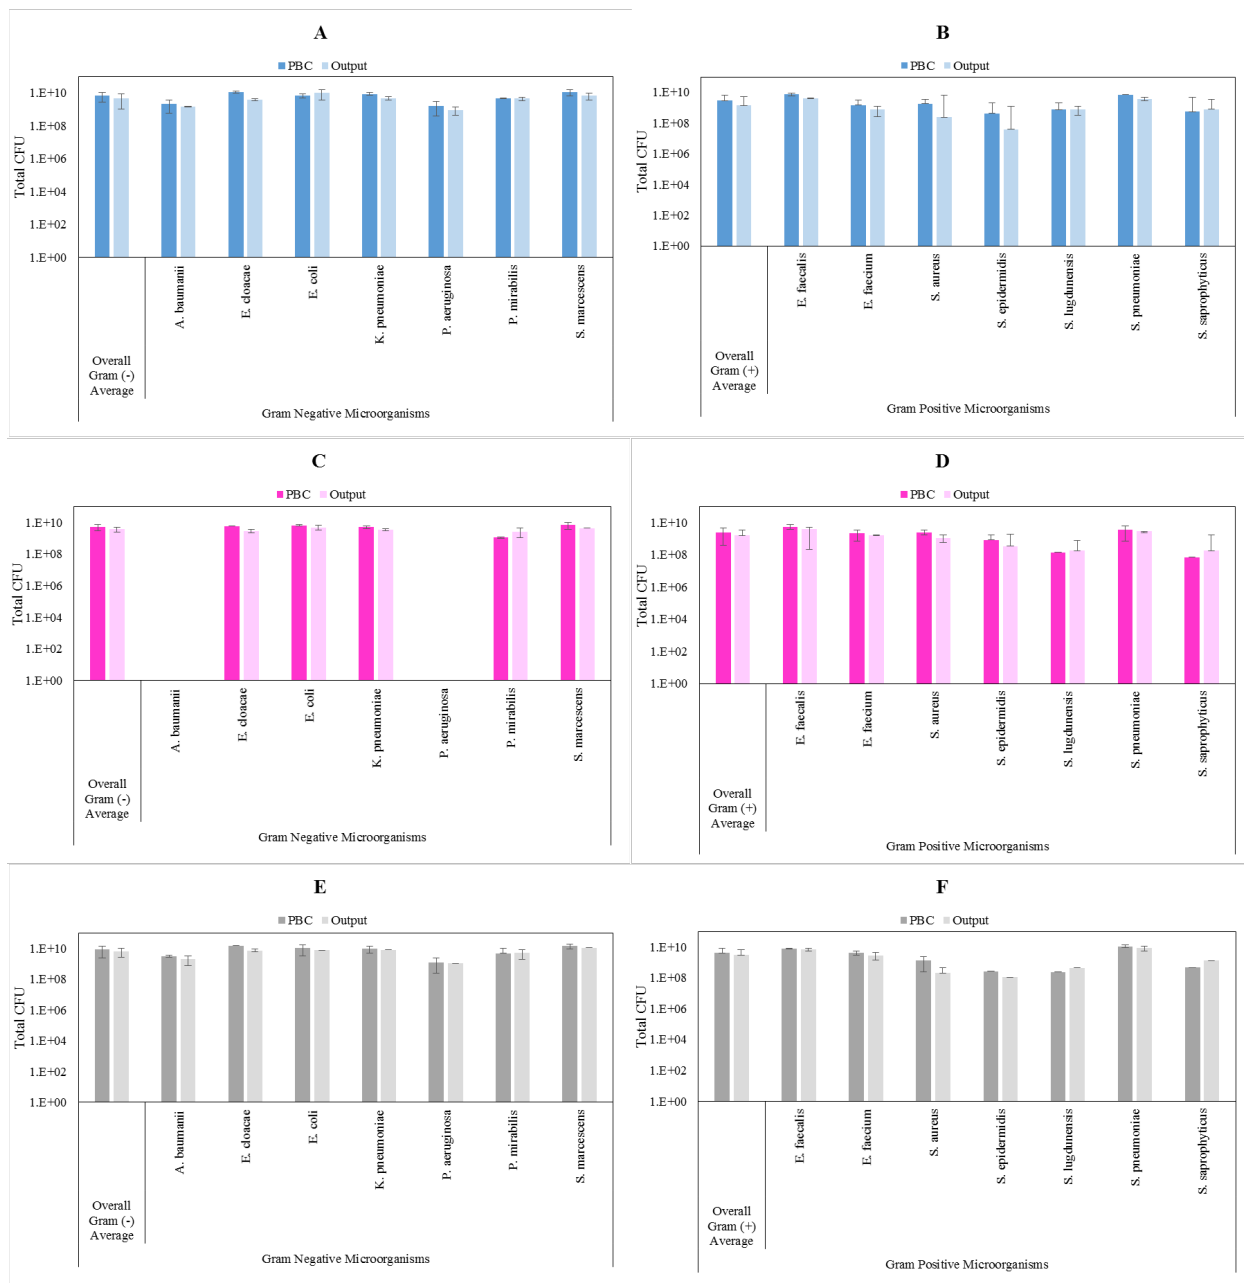 A
PBC Output
Total CFU
1.E+10
1.E+08
1.E+06
1.E+04
1.E+02
1.E+00
A. baumanii
E. cloacae
E. coli
K. pneumoniae
P. aeruginosa
P. mirabilis
S. marcescens
Overall
Gram (-)
Average
Gram Negative Microorganisms
B
PBC Output
Total CFU
1.E+10
1.E+08
1.E+06
1.E+04
1.E+02
1.E+00
E. faecalis
E. faecium
S. aureus
S. epidermidis
S. lugdunensis
S. pneumoniae
S. saprophyticus
Overall
Gram (+)
Average
Gram Positive Microorganisms
C
PBC Output
Total CFU
1.E+10
1.E+08
1.E+06
1.E+04
1.E+02
1.E+00
A. baumanii
E. cloacae
E. coli
K. pneumoniae
P. aeruginosa
P. mirabilis
S. marcescens
Overall
Gram (-)
Average
Gram Negative Microorganisms
D
PBC Output
Total CFU
1.E+10
1.E+08
1.E+06
1.E+04
1.E+02
1.E+00
E. faecalis
E. faecium
S. aureus
S. epidermidis
S. lugdunensis
S. pneumoniae
S. saprophyticus
Overall
Gram (+)
Average
Gram Positive Microorganisms
E
PBC Output
Total CFU
1.E+10
1.E+08
1.E+06
1.E+04
1.E+02
1.E+00
A. baumanii
E. cloacae
E. coli
K. pneumoniae
P. aeruginosa
P. mirabilis
S. marcescens
Overall
Gram (-)
Average
Gram Negative Microorganisms
F
PBC Output
Total CFU
1.E+10
1.E+08
1.E+06
1.E+04
1.E+02
1.E+00
E. faecalis
E. faecium
S. aureus
S. epidermidis
S. lugdunensis
S. pneumoniae
S. saprophyticus
Overall
Gram (+)
Average
Gram Positive Microorganisms